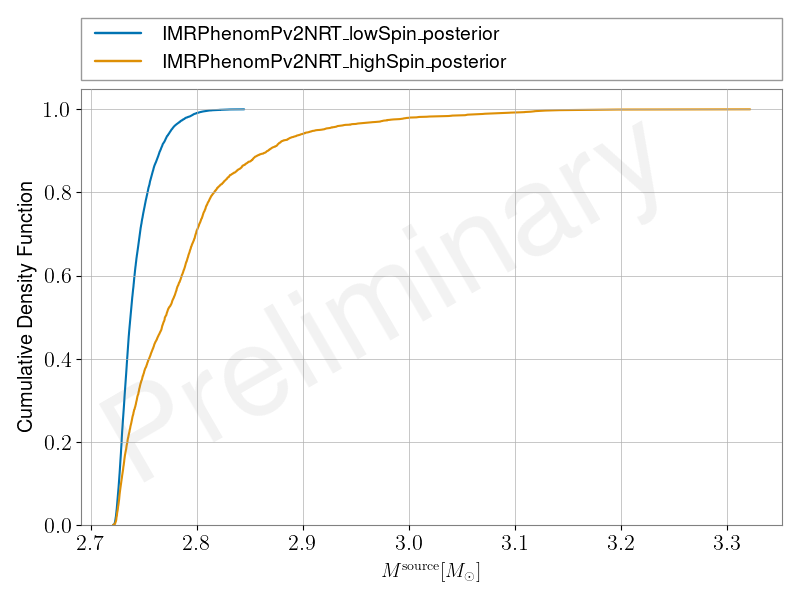 IMRPhenomPv2NRT_lowSpin_posterior
IMRPhenomPv2NRT_highSpin_posterior
1.0
0.8
0.6
0.4
0.2
0.0
Cumulative Density Function
Preliminary
2.7 2.8 2.9 3.0 3.1 3.2 3.3
M^source[M_⊙]